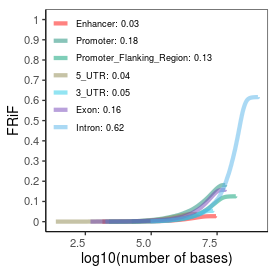 1
0.9
0.8
0.7
0.6
0.5
0.4
0.3
0.2
0.1
0
FRiF
Enhancer: 0.03
Promoter: 0.18
Promoter_Flanking_Region: 0.13
5_UTR: 0.04
3_UTR: 0.05
Exon: 0.16
Intron: 0.62
2.5 5.0 7.5
log10(number of bases)